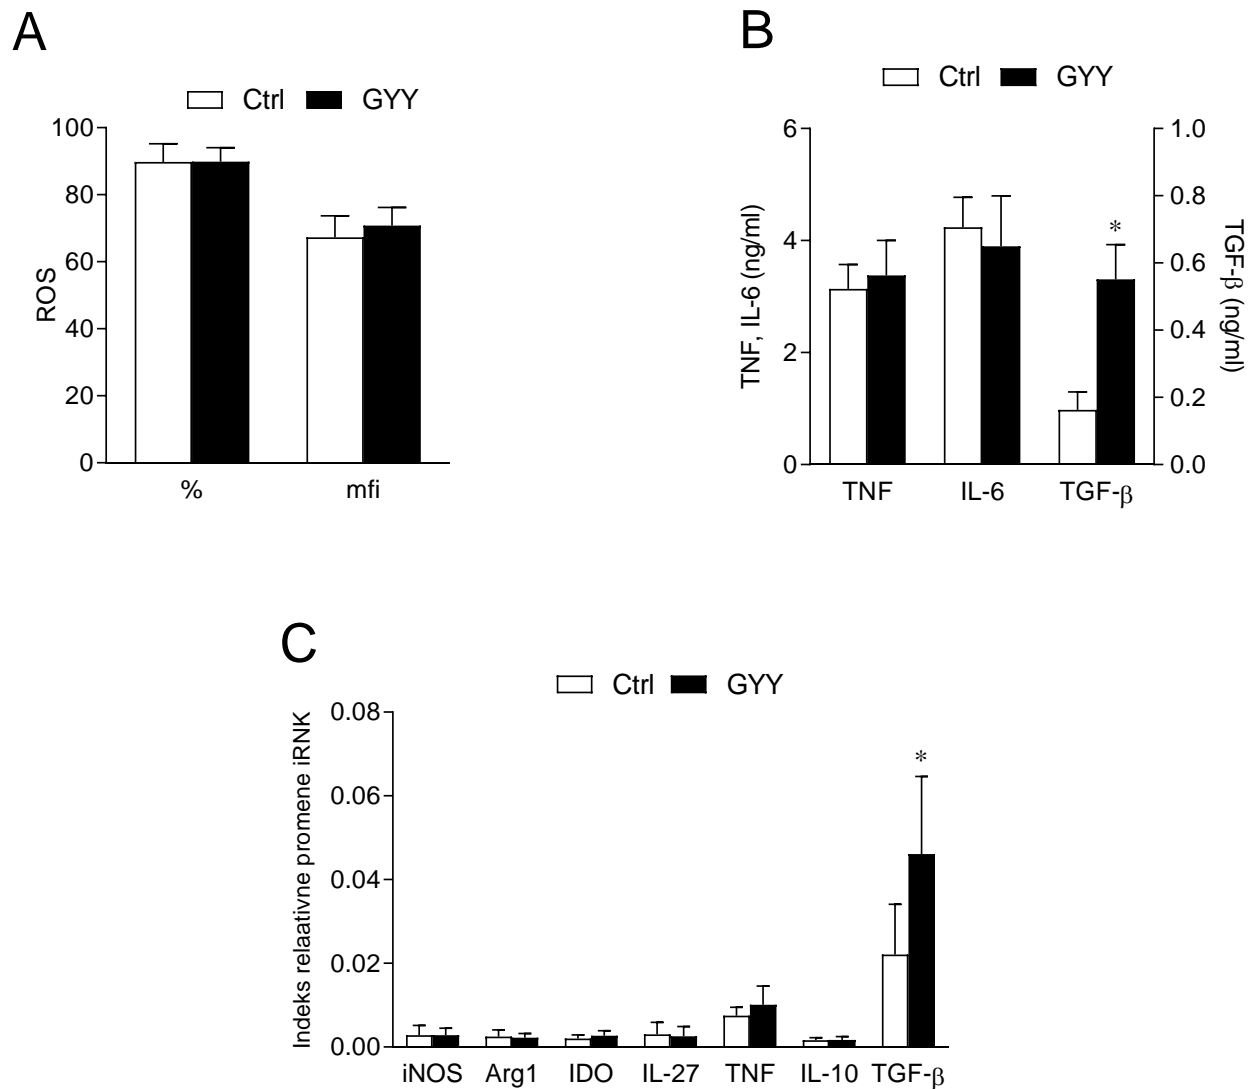 A
Ctrl GYY
100
80
60
40
20
0
ROS
% mfi
B
Ctrl GYY
6
4
2
0
TNF, IL-6 (ng/ml)
1.0
0.8
0.6
0.4
0.2
0.0
TGF-β (ng/ml)
*
TNF IL-6 TGF-β
C
Ctrl GYY
0.08
0.06
0.04
0.02
0.00
Indeks relaativne promene iRNK
*
iNOS Arg1 IDO IL-27 TNF IL-10 TGF-β